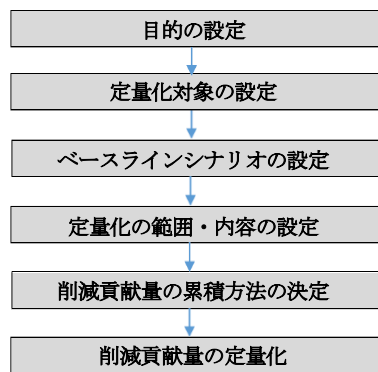 目的の設定
定量化対象の設定
ベースラインシナリオの設定
定量化の範囲・内容の設定
削減貢献量の累積方法の決定
削減貢献量の定量化